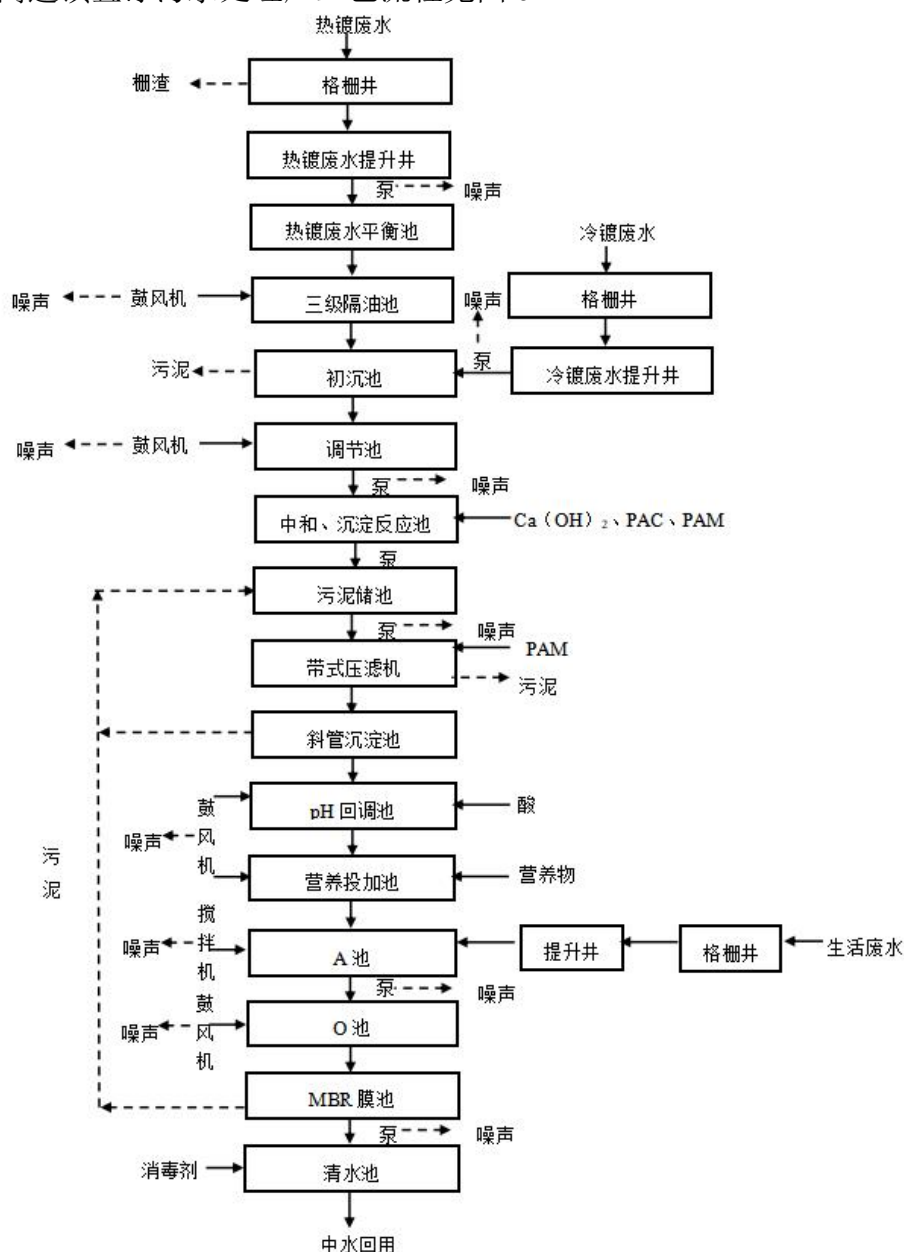 热镀废水
栅渣
格栅井
热镀废水提升井
泵
噪声
热镀废水平衡池
冷镀废水
噪声
鼓风机
三级隔油池
噪声
格栅井
污泥
初沉池
泵
冷镀废水提升井
噪声
鼓风机
调节池
泵
噪声
中和、沉淀反应池
Ca（OH）₂、PAC、PAM
泵
污泥储池
泵
噪声
带式压滤机
PAM
污泥
斜管沉淀池
鼓风机
pH 回调池
酸
噪声
污泥
营养投加池
营养物
搅拌机
噪声
A 池
提升井
格栅井
生活废水
泵
噪声
鼓风机
噪声
O 池
MBR 膜池
泵
噪声
消毒剂
清水池
中水回用